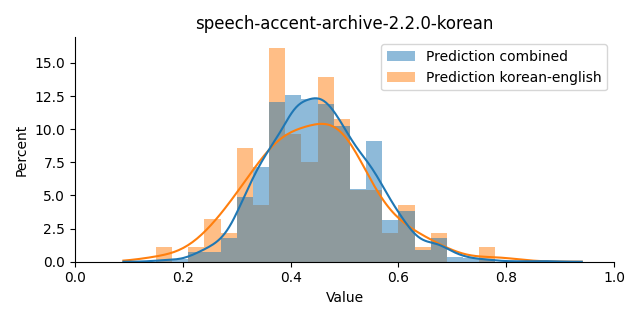 speech-accent-archive-2.2.0-korean
Prediction combined
Prediction korean-english
Percent
15.0
12.5
10.0
7.5
5.0
2.5
0.0
0.0 0.2 0.4 0.6 0.8 1.0
Value